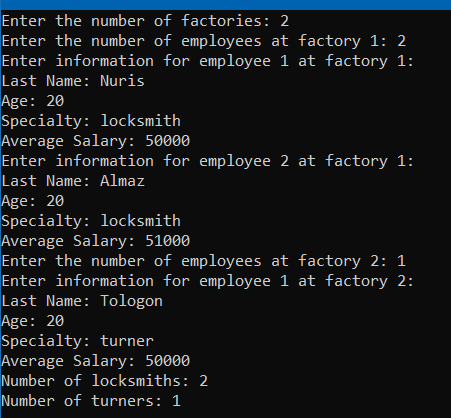 Enter the number of factories: 2
Enter the number of employees at factory 1: 2
Enter information for employee 1 at factory 1:
Last Name: Nuris
Age: 20
Specialty: locksmith
Average Salary: 50000
Enter information for employee 2 at factory 1:
Last Name: Almaz
Age: 20
Specialty: locksmith
Average Salary: 51000
Enter the number of employees at factory 2: 1
Enter information for employee 1 at factory 2:
Last Name: Tologon
Age: 20
Specialty: turner
Average Salary: 50000
Number of locksmiths: 2
Number of turners: 1